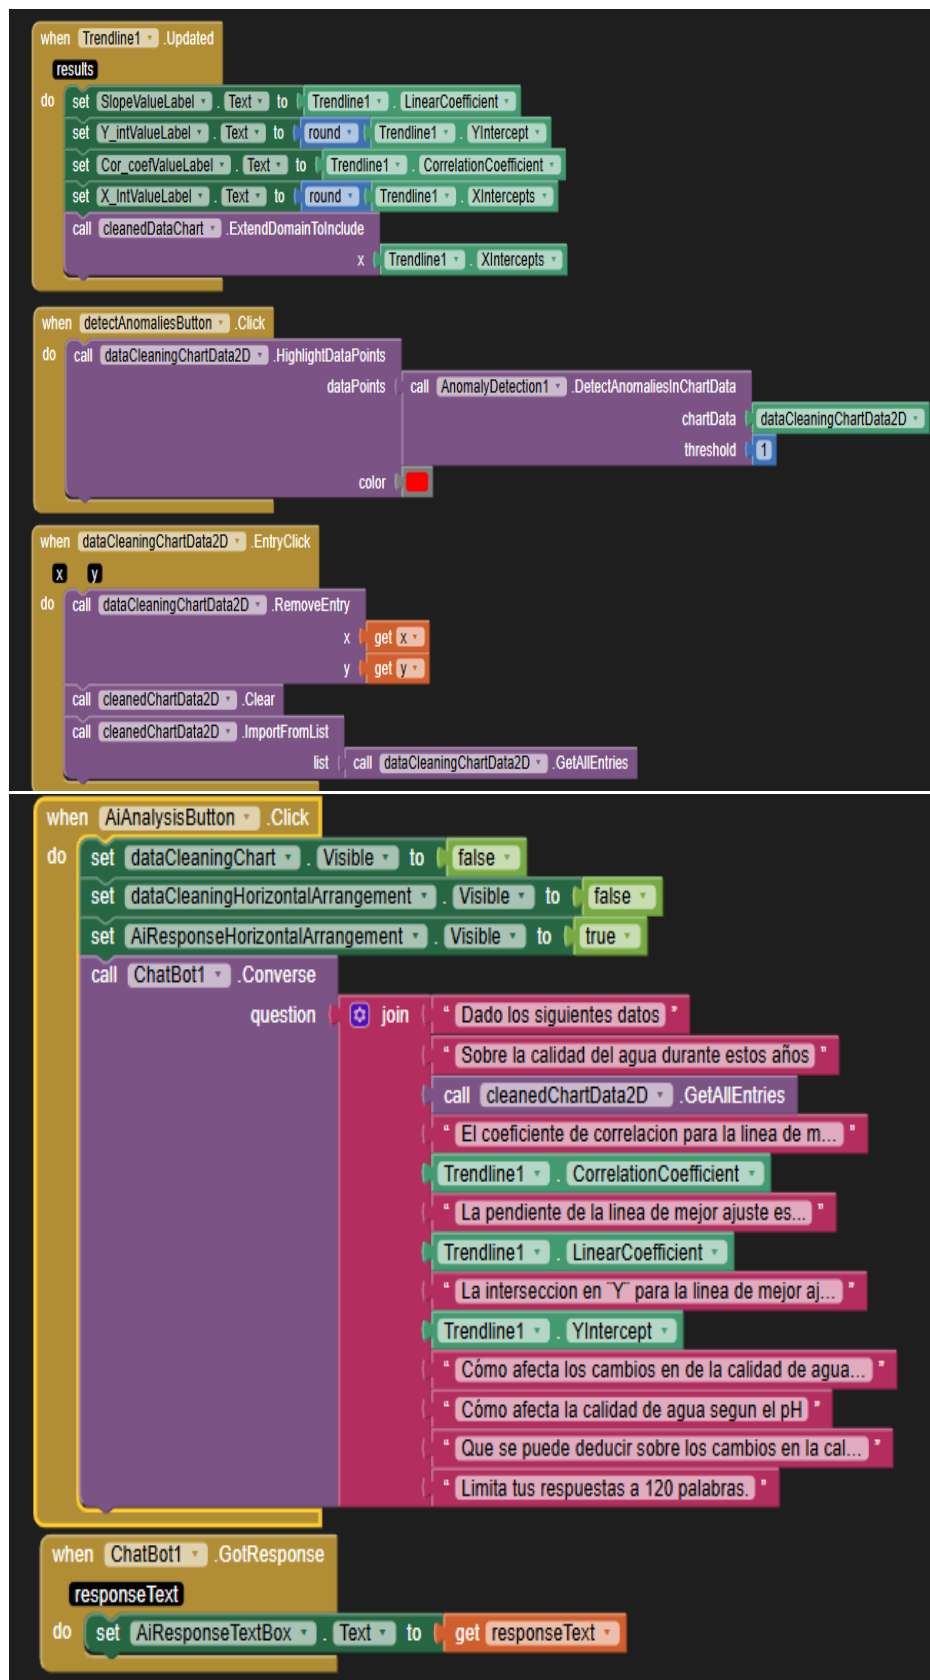 when Trendline1 .Updated
results
do set SlopeValueLabel . Text to Trendline1 . LinearCoefficient
set Y_intValueLabel . Text to round Trendline1 . YIntercept
set Cor_coefValueLabel . Text to Trendline1 . CorrelationCoefficient
set X_IntValueLabel . Text to round Trendline1 . XIntercepts
call cleanedDataChart .ExtendDomainToInclude
x Trendline1 . XIntercepts
when detectAnomaliesButton .Click
do call dataCleaningChartData2D .HighlightDataPoints
dataPoints call AnomalyDetection1 .DetectAnomaliesInChartData
chartData dataCleaningChartData2D
threshold 1
color
when dataCleaningChartData2D .EntryClick
x y
do call dataCleaningChartData2D .RemoveEntry
x get x
y get y
call cleanedChartData2D .Clear
call cleanedChartData2D .ImportFromList
list call dataCleaningChartData2D .GetAllEntries
when AiAnalysisButton .Click
do set dataCleaningChart . Visible to false
set dataCleaningHorizontalArrangement . Visible to false
set AiResponseHorizontalArrangement . Visible to true
call ChatBot1 .Converse
question join " Dado los siguientes datos "
" Sobre la calidad del agua durante estos años "
call cleanedChartData2D .GetAllEntries
" El coeficiente de correlacion para la linea de m... "
Trendline1 . CorrelationCoefficient
" La pendiente de la linea de mejor ajuste es... "
Trendline1 . LinearCoefficient
" La interseccion en ¨Y¨ para la linea de mejor aj... "
Trendline1 . YIntercept
" Cómo afecta los cambios en de la calidad de agua... "
" Cómo afecta la calidad de agua segun el pH "
" Que se puede deducir sobre los cambios en la cal... "
" Limita tus respuestas a 120 palabras. "
when ChatBot1 .GotResponse
responseText
do set AiResponseTextBox . Text to get responseText